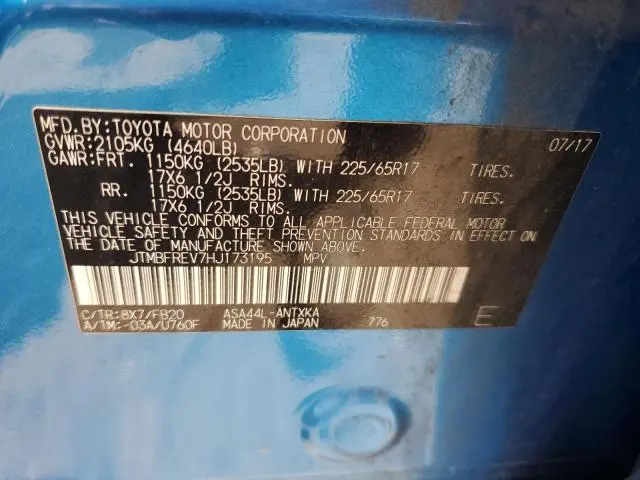 MFD.BY:TOYOTA MOTOR CORPORATION 07/17
GVWR:2105KG (4640LB)
GAWR:FRT. 1150KG (2535LB) WITH 225/65R17 TIRES.
17X6 1/2J RIMS.
RR. 1150KG (2535LB) WITH 225/65R17 TIRES.
17X6 1/2J RIMS.
THIS VEHICLE CONFORMS TO ALL APPLICABLE FEDERAL MOTOR
VEHICLE SAFETY AND THEFT PREVENTION STANDARDS IN EFFECT ON
THE DATE OF MANUFACTURE SHOWN ABOVE.
JTMBFREV7HJ173195 MPV
C/TR:8X7/FB20 ASA44L-ANTXKA
A/TM:-03A/U760F MADE IN JAPAN 776 E